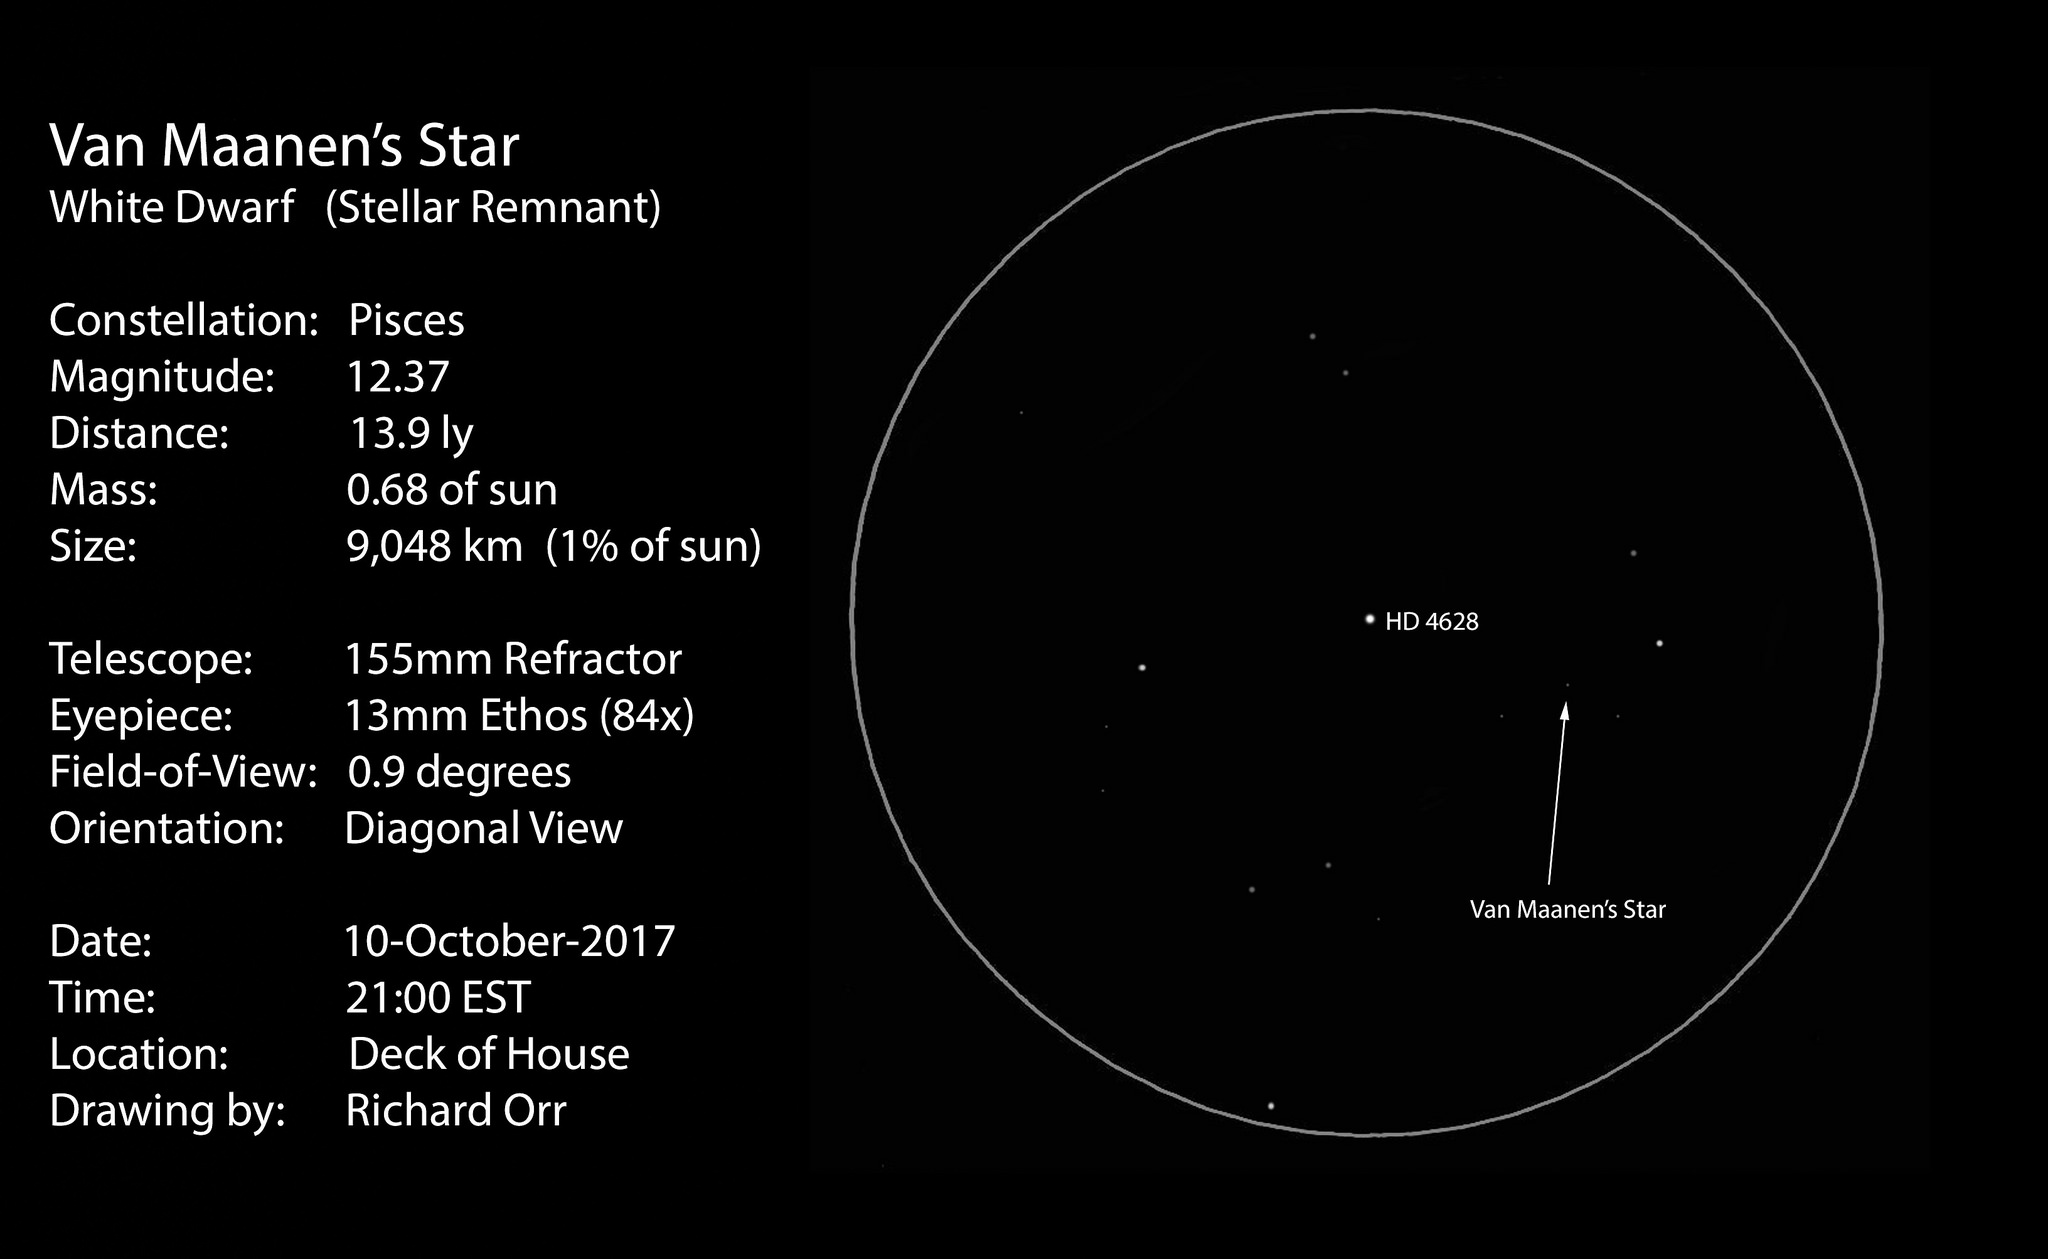 Van Maanen’s Star
White Dwarf (Stellar Remnant)
Constellation: Pisces
Magnitude: 12.37
Distance: 13.9 ly
Mass: 0.68 of sun
Size: 9,048 km (1% of sun)
Telescope: 155mm Refractor
Eyepiece: 13mm Ethos (84x)
Field-of-View: 0.9 degrees
Orientation: Diagonal View
Date: 10-October-2017
Time: 21:00 EST
Location: Deck of House
Drawing by: Richard Orr
HD 4628
Van Maanen’s Star